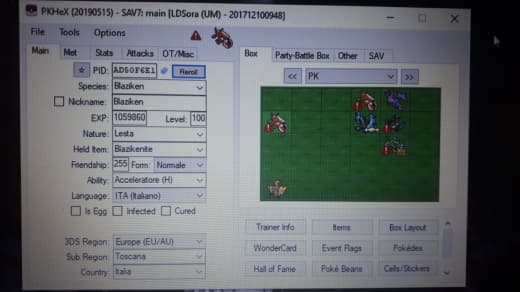 PKHeX (20190515) - SAV7: main [LDSora (UM) - 201712100948]
File Tools Options
Main Met Stats Attacks OT/Misc
PID: AD50F6E1 Reroll
Species: Blaziken
Nickname: Blaziken
EXP: 1059860 Level: 100
Nature: Lesta
Held Item: Blazikenite
Friendship: 255 Form: Normale
Ability: Acceleratore (H)
Language: ITA (Italiano)
Is Egg Infected Cured
3DS Region: Europe (EU/AU)
Sub Region: Toscana
Country: Italia
Box Party-Battle Box Other SAV
<< PK >>
Trainer Info Items Box Layout
WonderCard Event Flags Pokédex
Hall of Fame Poké Beans Cells/Stickers